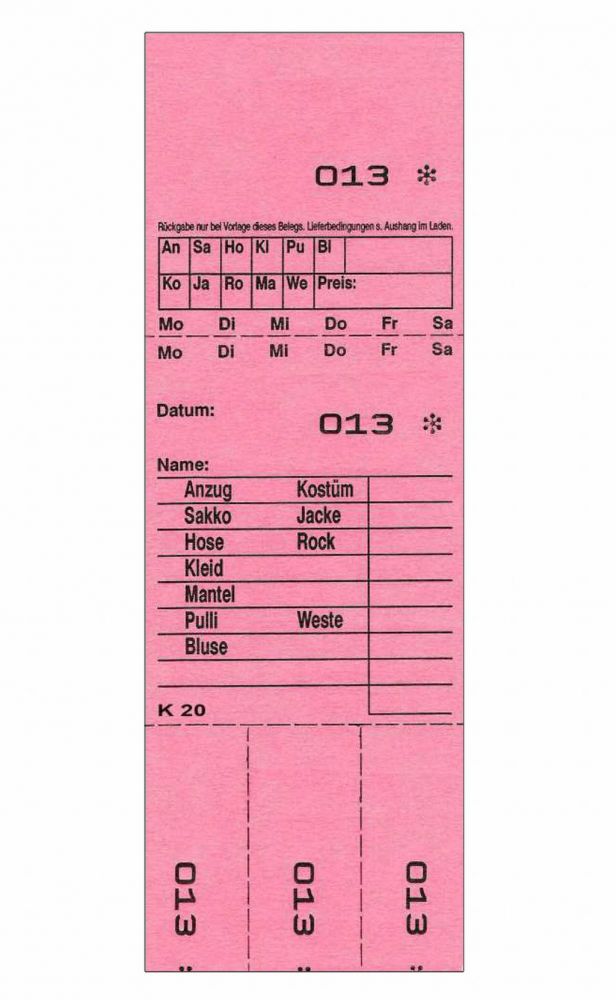 013 *
Rückgabe nur bei Vorlage dieses Belegs. Lieferbedingungen s. Aushang im Laden.
An Sa Ho Kl Pu Bl
Ko Ja Ro Ma We Preis:
Mo Di Mi Do Fr Sa
Mo Di Mi Do Fr Sa
Datum:
013 *
Name:
Anzug Kostüm
Sakko Jacke
Hose Rock
Kleid
Mantel
Pulli Weste
Bluse
K 20
013 013 013